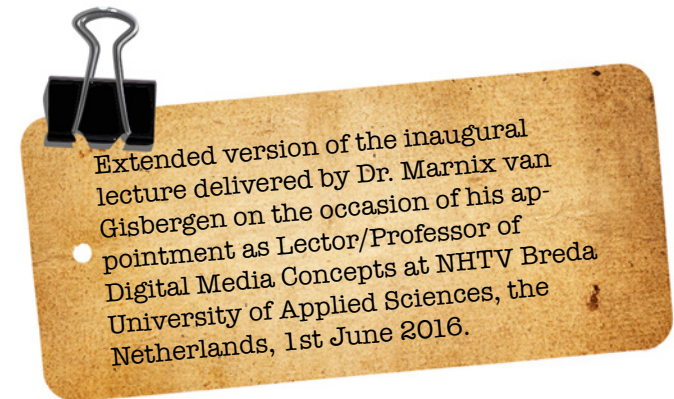 Extended version of the inaugural
lecture delivered by Dr. Marnix van
Gisbergen on the occasion of his ap-
pointment as Lector/Professor of
Digital Media Concepts at NHTV Breda
University of Applied Sciences, the
Netherlands, 1st June 2016.